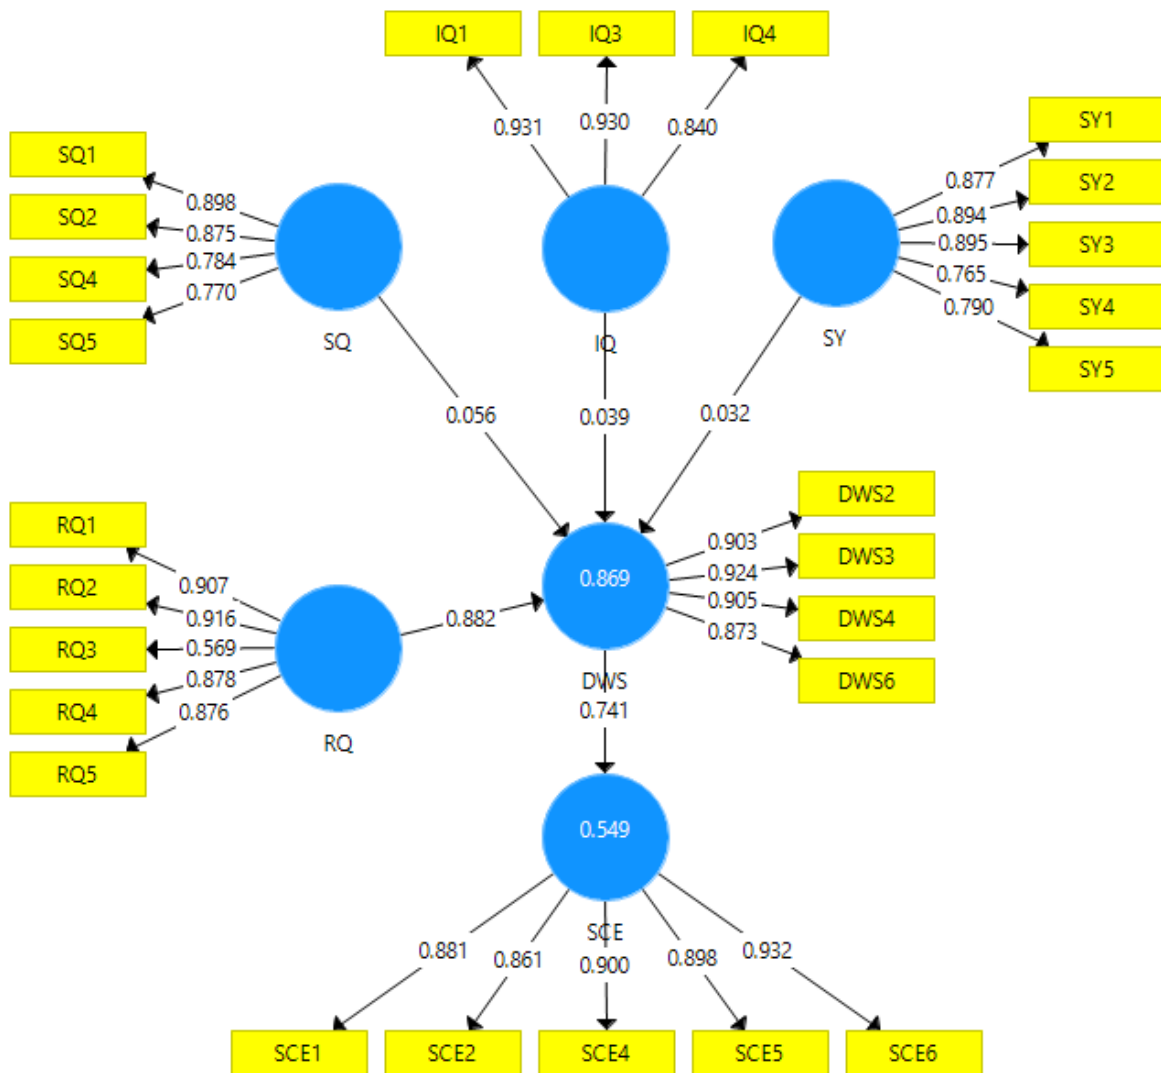 IQ1 IQ3 IQ4
0.931 0.930 0.840
SQ1
SQ2
SQ4
SQ5
0.898
0.875
0.784
0.770
SQ
IQ
SY
SY1
SY2
SY3
SY4
SY5
0.877
0.894
0.895
0.765
0.790
0.056 0.039 0.032
RQ1
RQ2
RQ3
RQ4
RQ5
0.907
0.916
0.569
0.878
0.876
RQ
0.882
0.869
DWS
0.741
0.903
0.924
0.905
0.873
DWS2
DWS3
DWS4
DWS6
0.549
SCE
0.881 0.861 0.900 0.898 0.932
SCE1 SCE2 SCE4 SCE5 SCE6